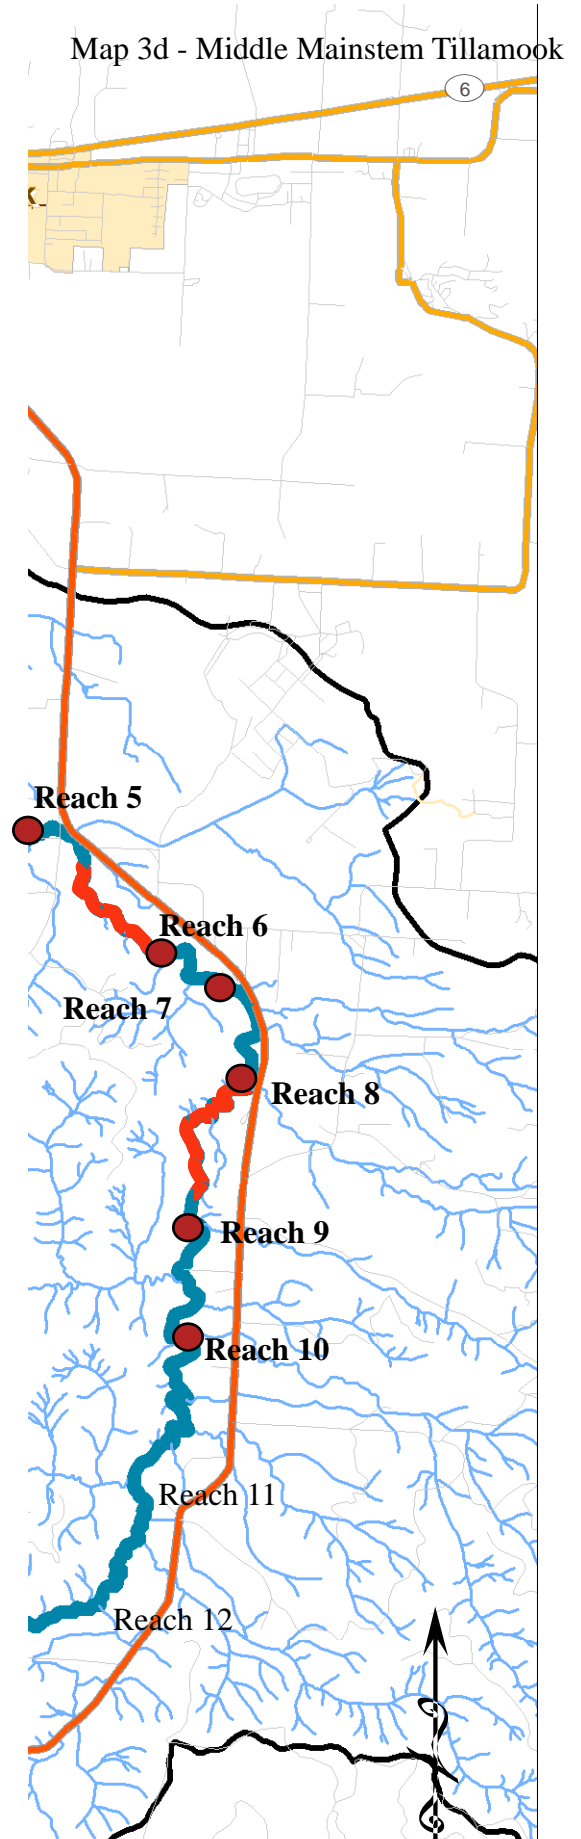 Map 3d - Middle Mainstem Tillamook
6
k
Reach 5
Reach 6
Reach 7
Reach 8
Reach 9
Reach 10
Reach 11
Reach 12